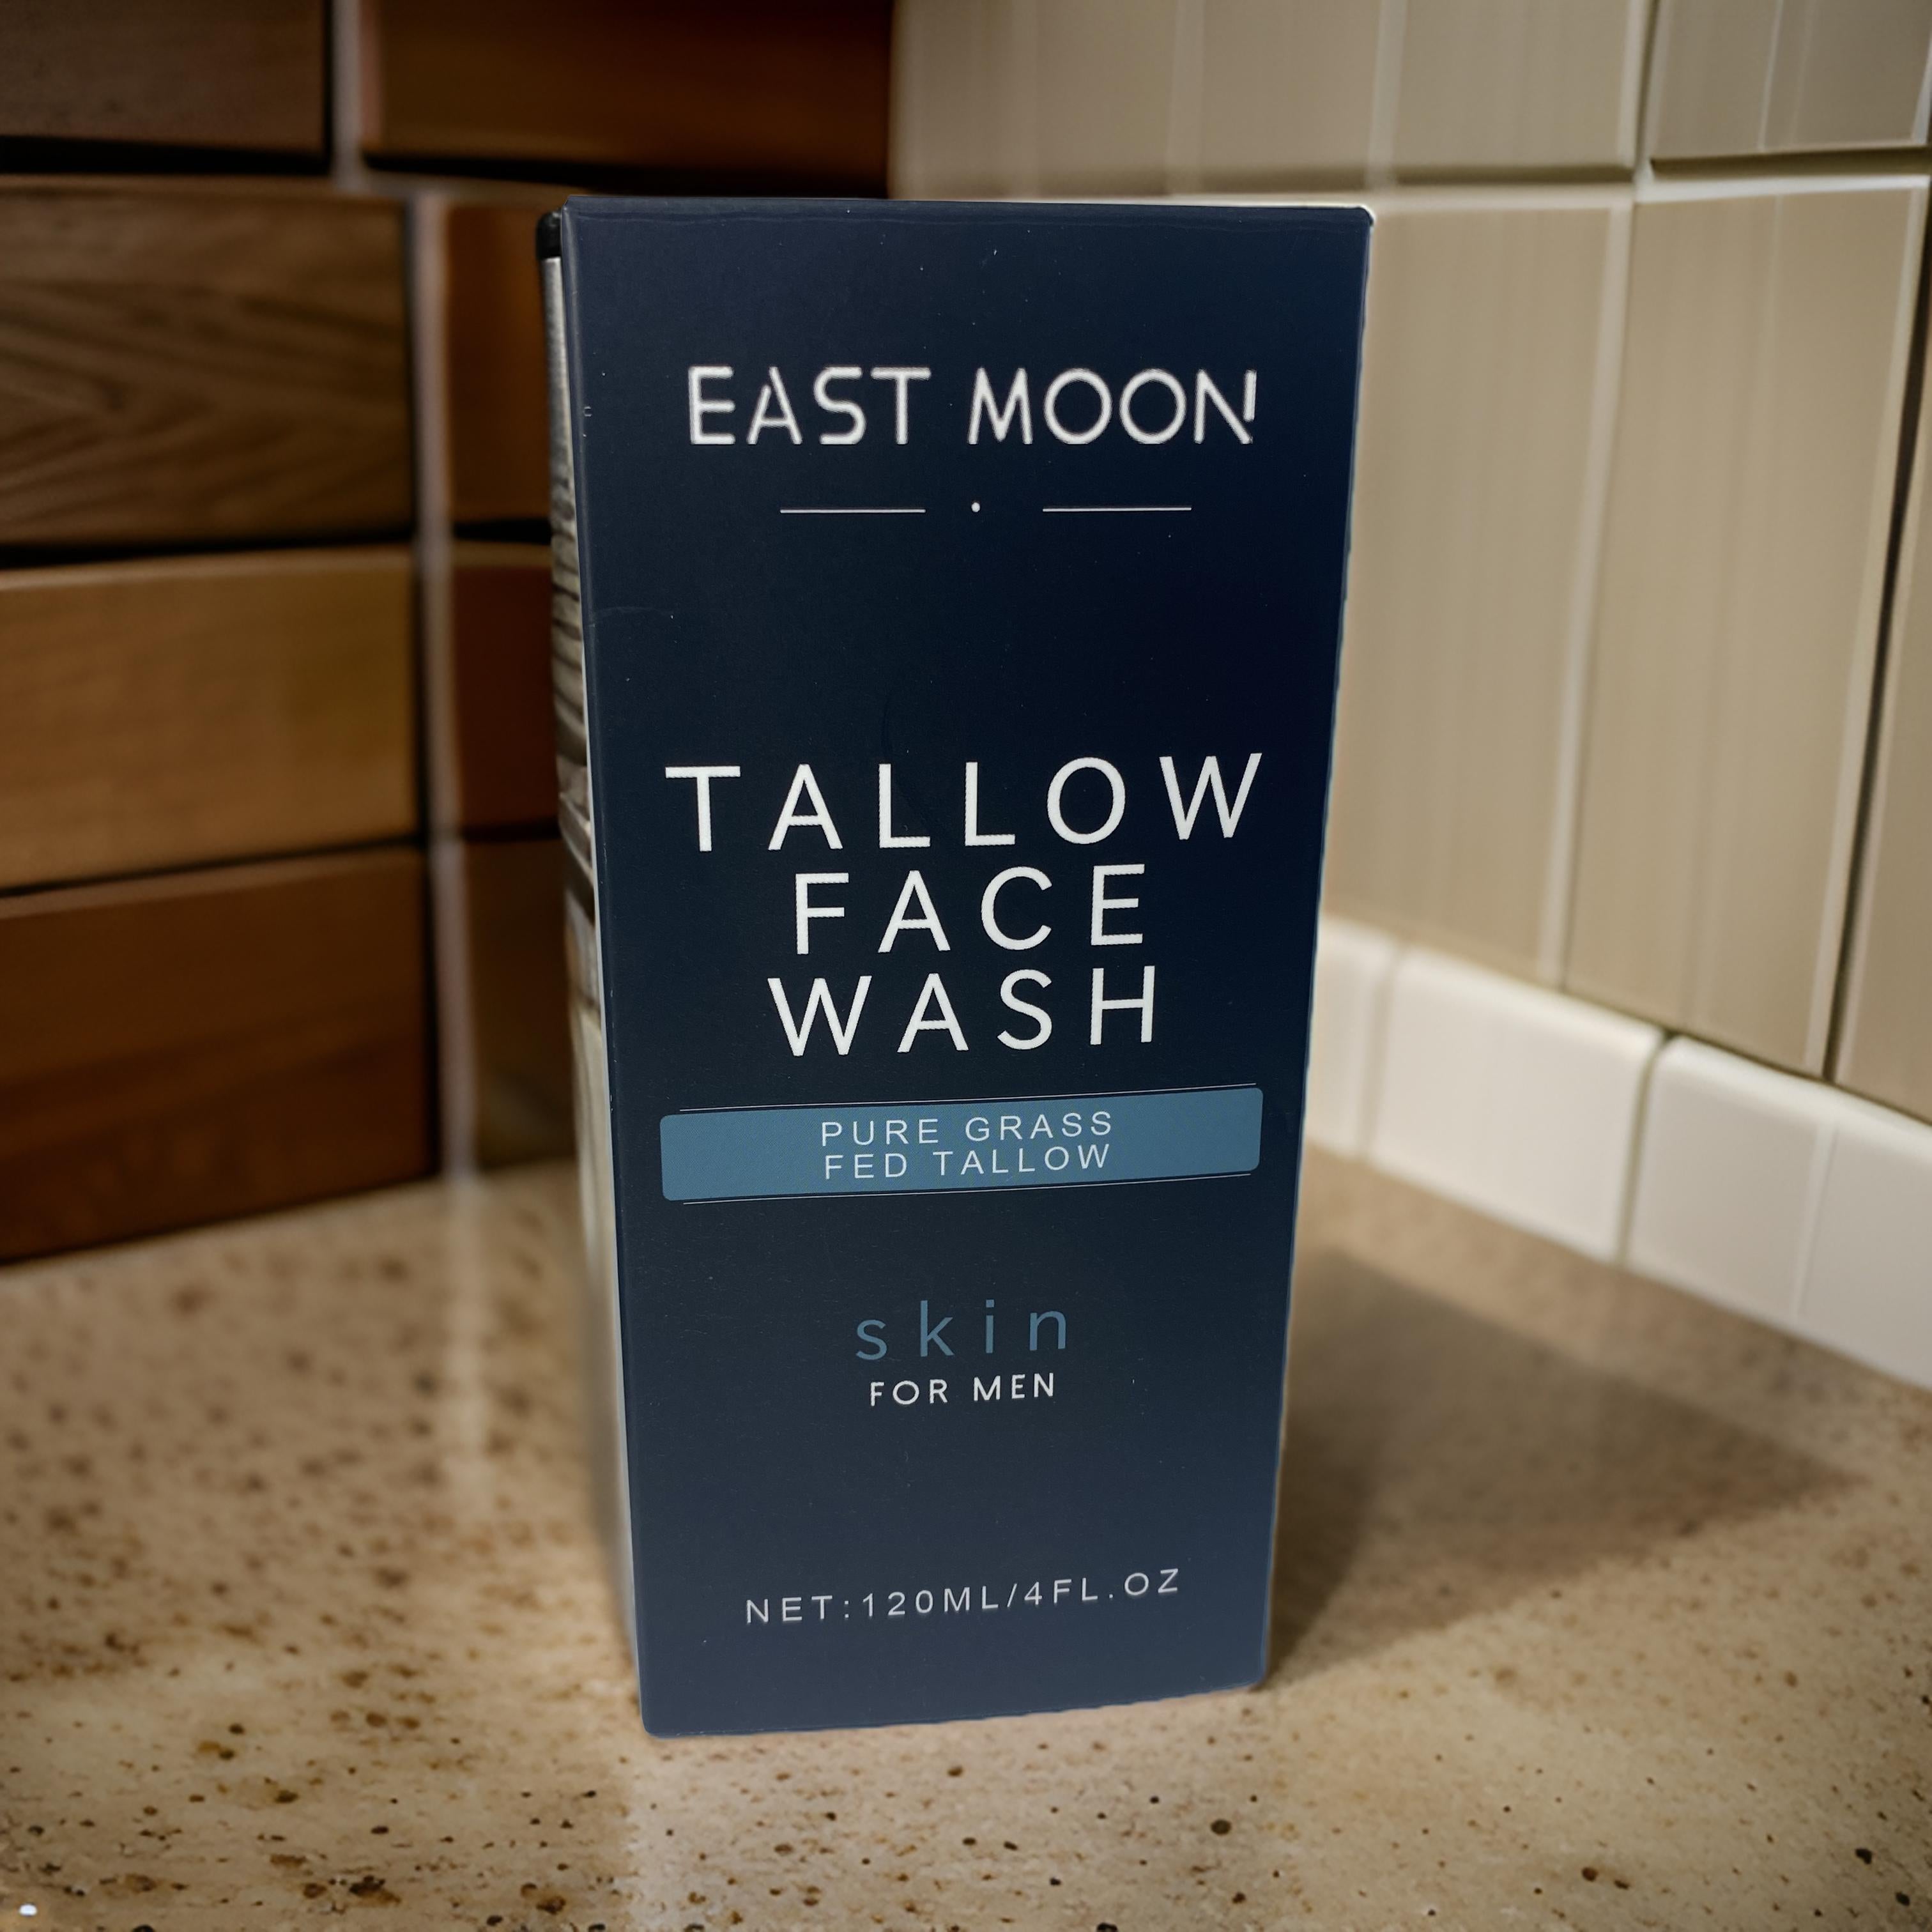 EAST MOON
TALLOW
FACE
WASH
PURE GRASS
FED TALLOW
skin
FOR MEN
NET:120ML/4FL.OZ